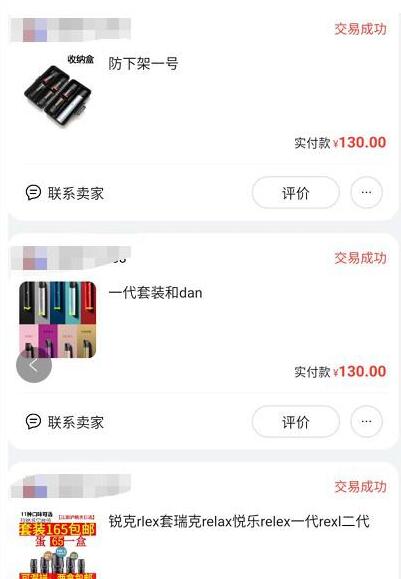 交易成功
收纳盒
防下架一号
实付款 ¥130.00
联系卖家
评价
交易成功
一代套装和dan
实付款 ¥130.00
联系卖家
评价
交易成功
11种口味可选
套装165包邮
蛋 65一盒
锐克rlex套瑞克relax悦乐relex一代rexl二代